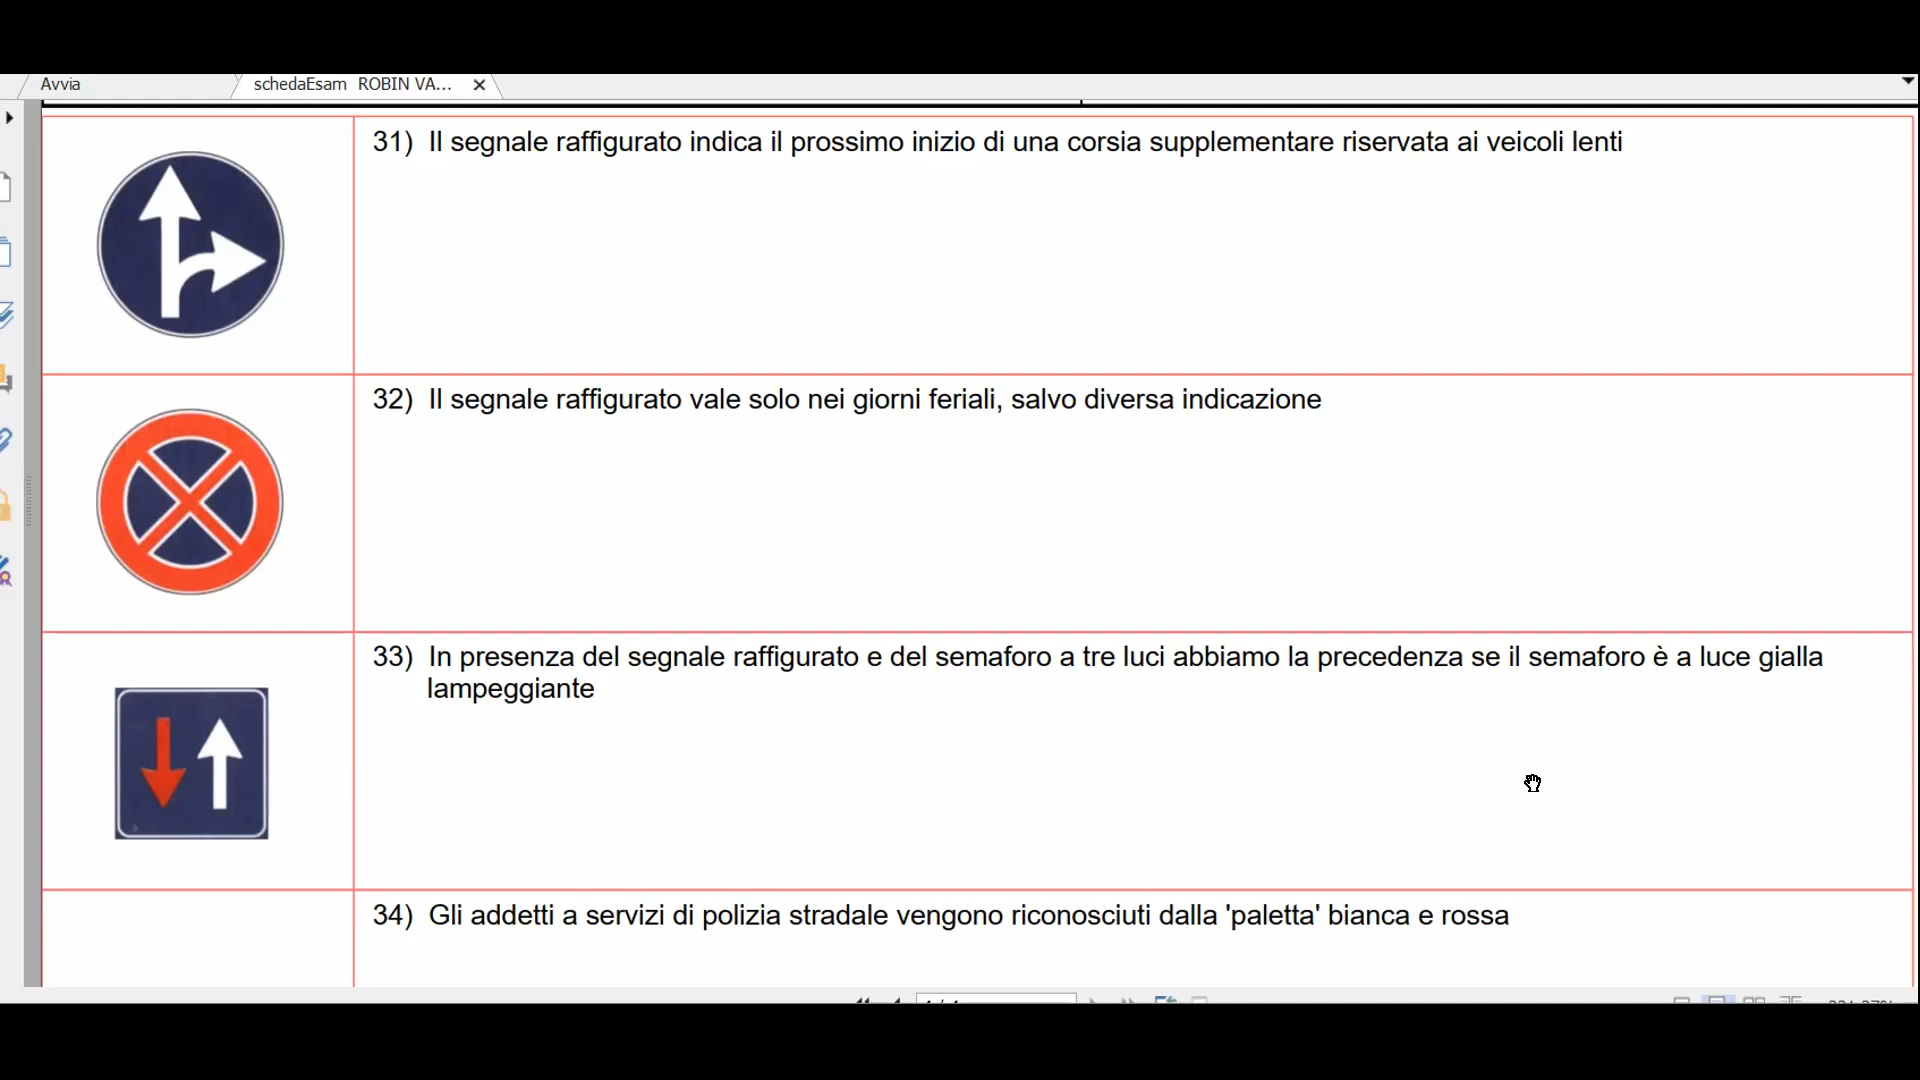 Avvia
schedaEsam ROBIN VA...
31) Il segnale raffigurato indica il prossimo inizio di una corsia supplementare riservata ai veicoli lenti
32) Il segnale raffigurato vale solo nei giorni feriali, salvo diversa indicazione
33) In presenza del segnale raffigurato e del semaforo a tre luci abbiamo la precedenza se il semaforo è a luce gialla
lampeggiante
34) Gli addetti a servizi di polizia stradale vengono riconosciuti dalla 'paletta' bianca e rossa